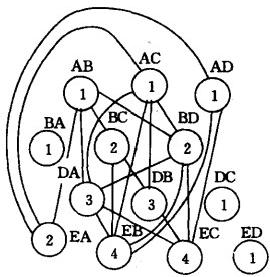 AB AC AD
1 1 1
BA BC BD
1 2 2
DA DB DC
3 3 1
EA EB EC ED
2 4 4 1